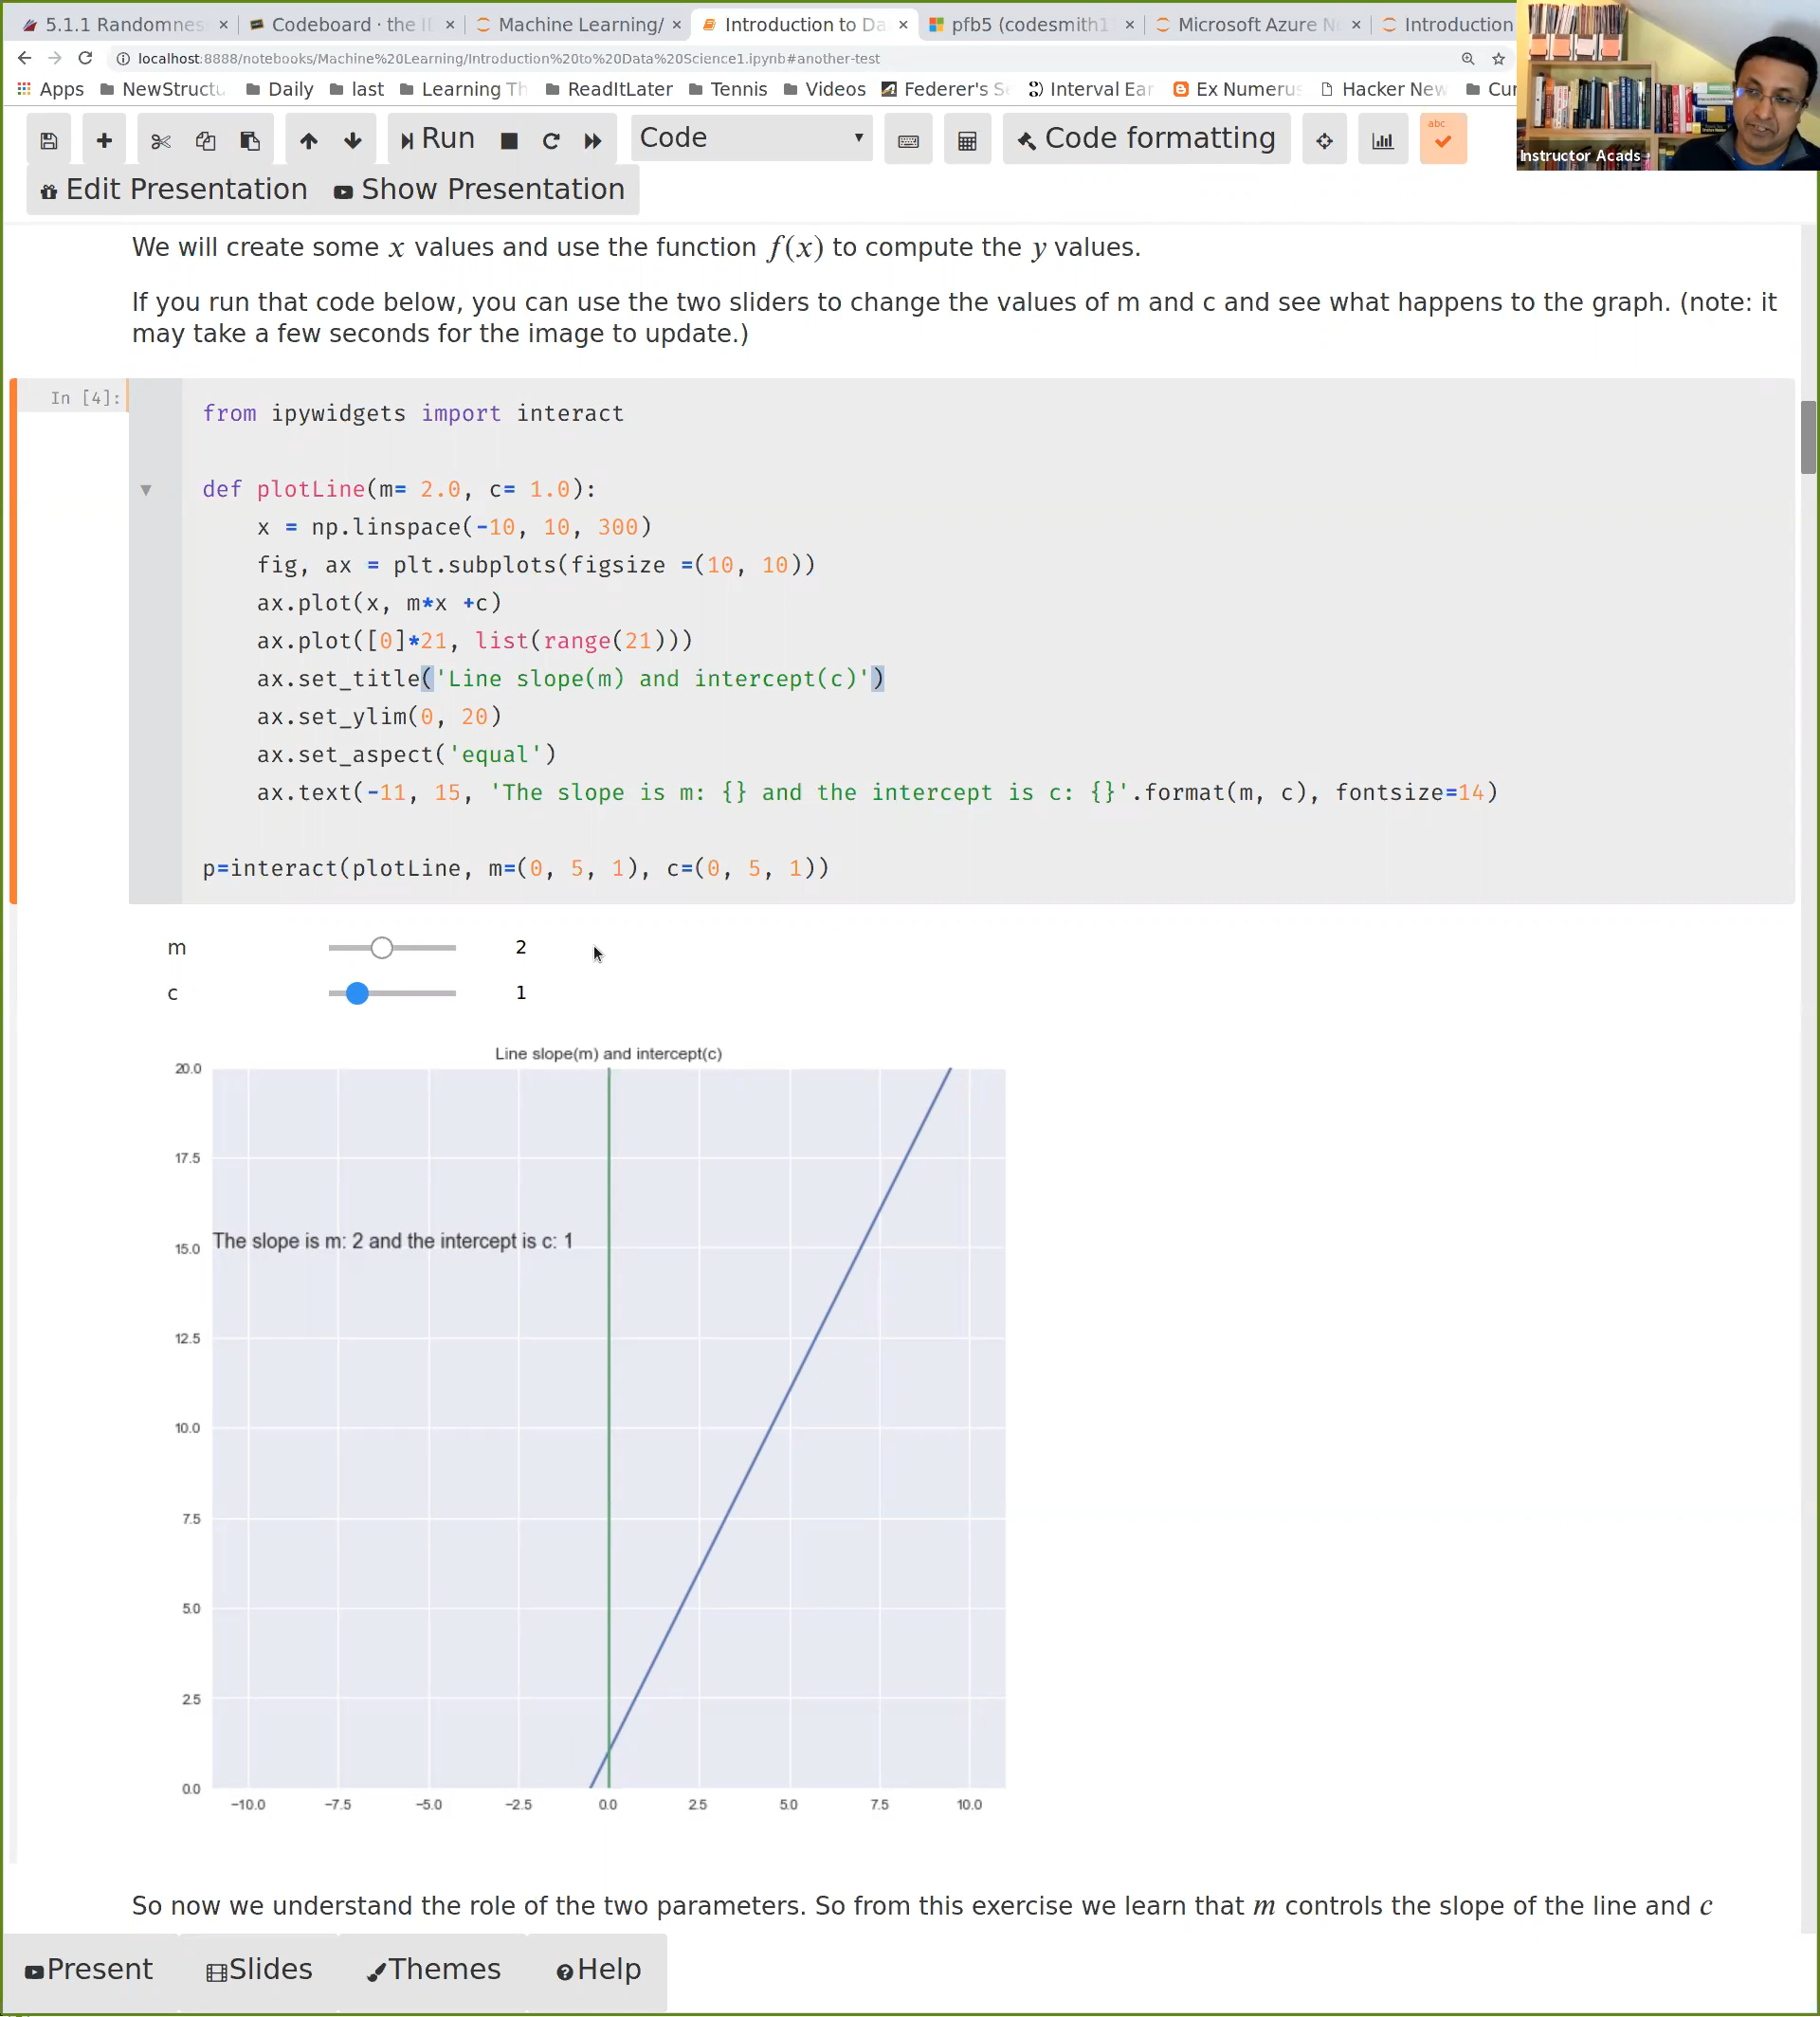 5.1.1 Randomnes
Codeboard · the I
Machine Learning/
Introduction to Da
pfb5 (codesmith1
Microsoft Azure No
Introduction
localhost:8888/notebooks/Machine%20Learning/Introduction%20to%20Data%20Science1.ipynb#another-test
Apps NewStructu Daily last Learning Th ReadItLater Tennis Videos Federer's S Interval Ear Ex Numerus Hacker New Cur
Run Code Code formatting abc
Instructor Acads
Edit Presentation Show Presentation
We will create some x values and use the function f(x) to compute the y values.
If you run that code below, you can use the two sliders to change the values of m and c and see what happens to the graph. (note: it
may take a few seconds for the image to update.)
In [4]:
from ipywidgets import interact
def plotLine(m= 2.0, c= 1.0):
x = np.linspace(-10, 10, 300)
fig, ax = plt.subplots(figsize =(10, 10))
ax.plot(x, m*x +c)
ax.plot([0]*21, list(range(21)))
ax.set_title('Line slope(m) and intercept(c)')
ax.set_ylim(0, 20)
ax.set_aspect('equal')
ax.text(-11, 15, 'The slope is m: {} and the intercept is c: {}'.format(m, c), fontsize=14)
p=interact(plotLine, m=(0, 5, 1), c=(0, 5, 1))
m 2
c 1
Line slope(m) and intercept(c)
20.0
17.5
The slope is m: 2 and the intercept is c: 1
15.0
12.5
10.0
7.5
5.0
2.5
0.0
−10.0 −7.5 −5.0 −2.5 0.0 2.5 5.0 7.5 10.0
So now we understand the role of the two parameters. So from this exercise we learn that m controls the slope of the line and c
Present Slides Themes Help